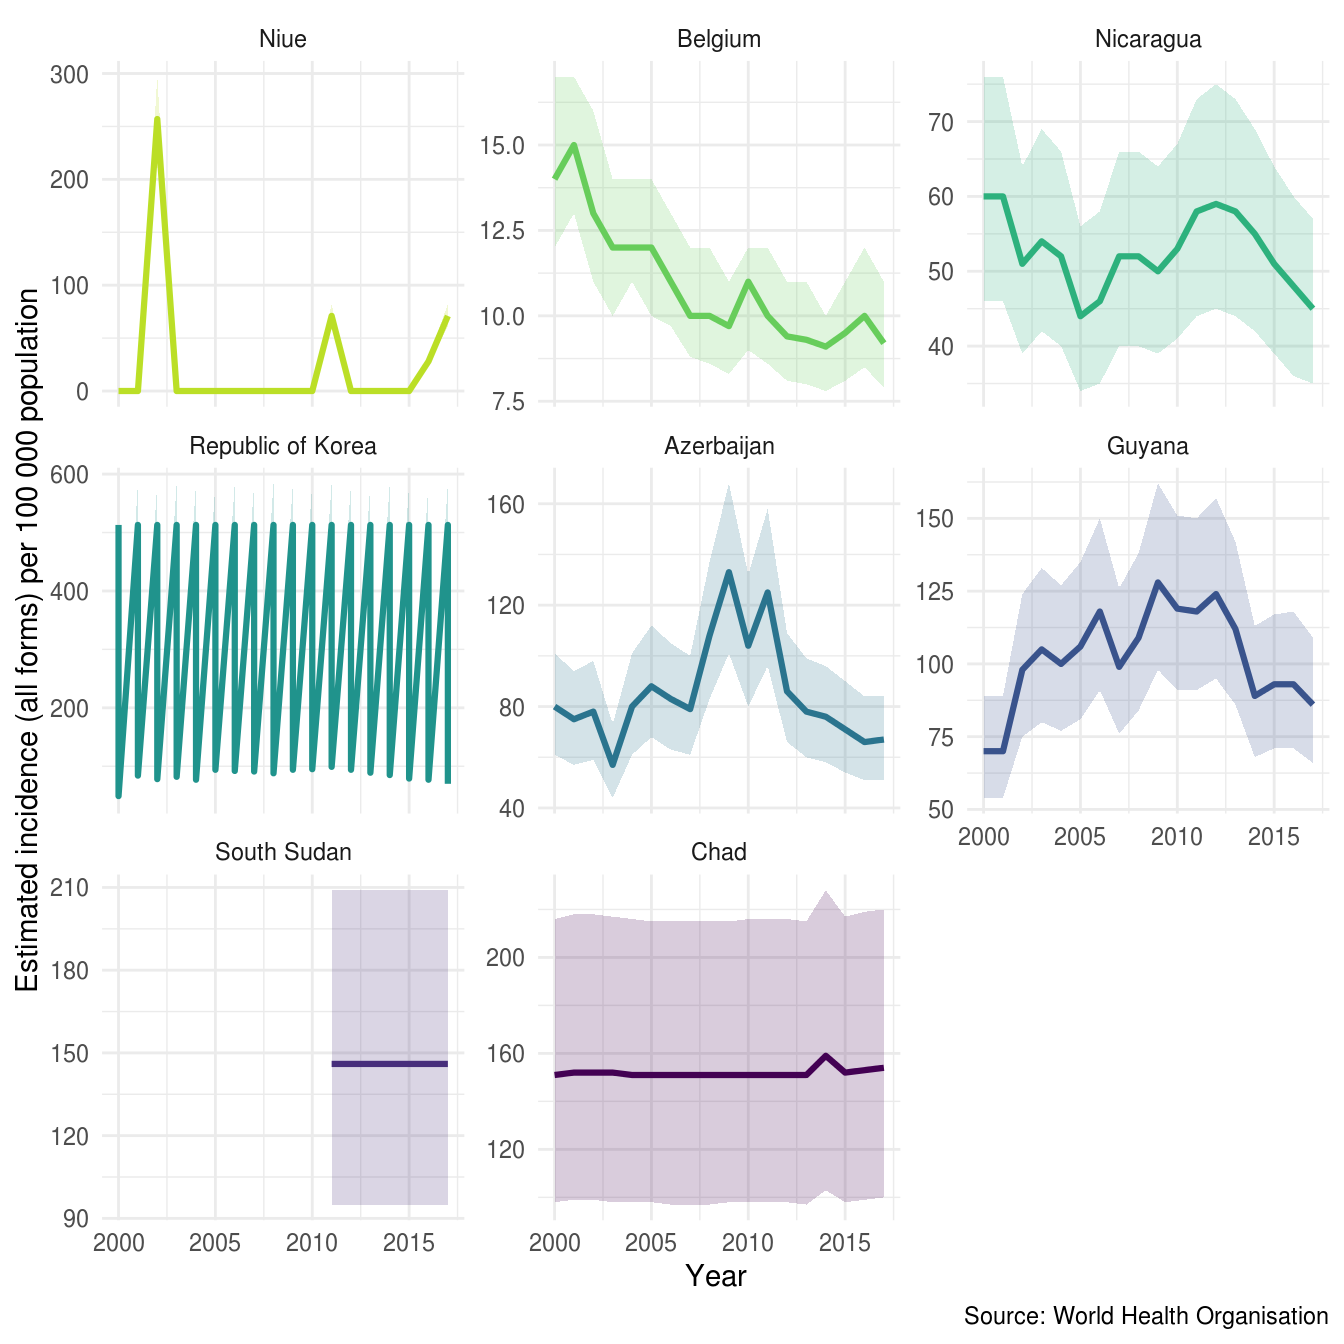 Niue
Belgium
Nicaragua
300
200
100
0
15.0
12.5
10.0
7.5
70
60
50
40
Estimated incidence (all forms) per 100 000 population
Republic of Korea
Azerbaijan
Guyana
600
400
200
160
120
80
40
150
125
100
75
50
2000 2005 2010 2015
South Sudan
Chad
210
180
150
120
90
200
160
120
2000 2005 2010 2015
2000 2005 2010 2015
Year
Source: World Health Organisation